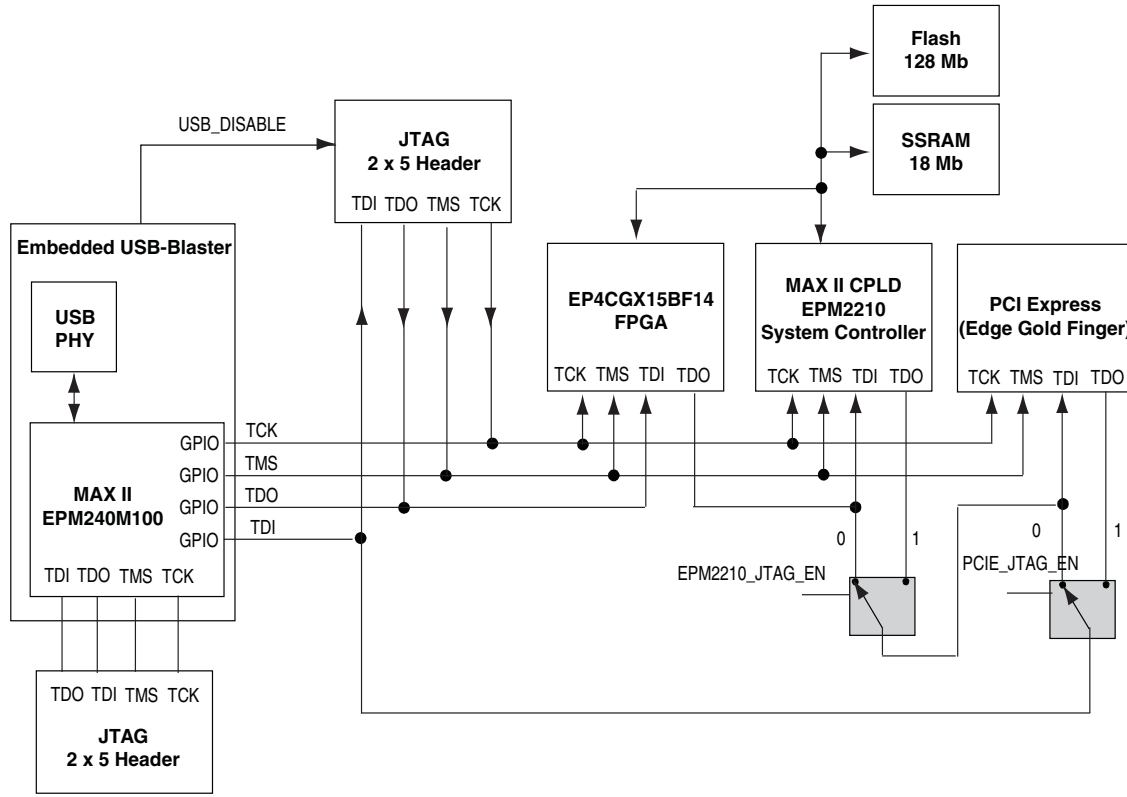 Flash
128 Mb
SSRAM
18 Mb
USB_DISABLE
JTAG
2 x 5 Header
TDI TDO TMS TCK
Embedded USB-Blaster
USB
PHY
EP4CGX15BF14
FPGA
TCK TMS TDI TDO
MAX II CPLD
EPM2210
System Controller
TCK TMS TDI TDO
PCI Express
(Edge Gold Finger)
TCK TMS TDI TDO
MAX II
EPM240M100
GPIO TCK
GPIO TMS
GPIO TDO
GPIO TDI
TDI TDO TMS TCK
0 1
EPM2210_JTAG_EN
0 1
PCIE_JTAG_EN
TDO TDI TMS TCK
JTAG
2 x 5 Header